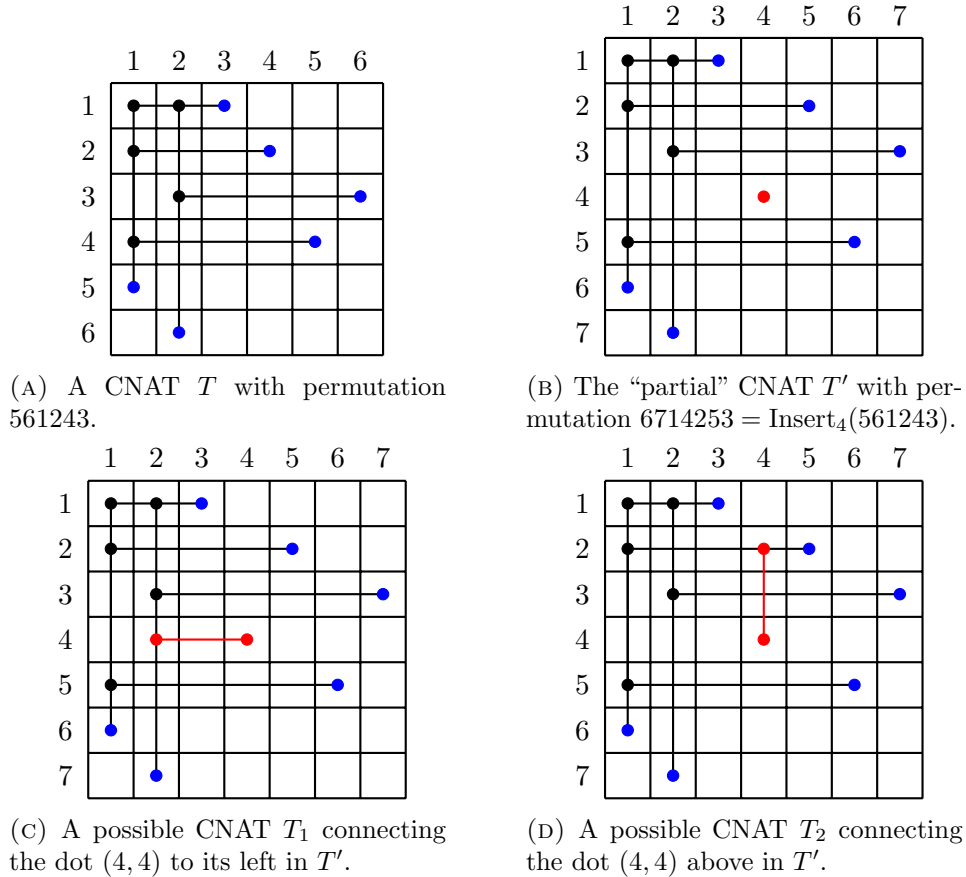 1 2 3 4 5 6
1
2
3
4
5
6
(A) A CNAT T with permutation
561243.
1 2 3 4 5 6 7
1
2
3
4
5
6
7
(B) The “partial” CNAT T′ with per-
mutation 6714253 = Insert₄(561243).
1 2 3 4 5 6 7
1
2
3
4
5
6
7
(C) A possible CNAT T₁ connecting
the dot (4, 4) to its left in T′.
1 2 3 4 5 6 7
1
2
3
4
5
6
7
(D) A possible CNAT T₂ connecting
the dot (4, 4) above in T′.